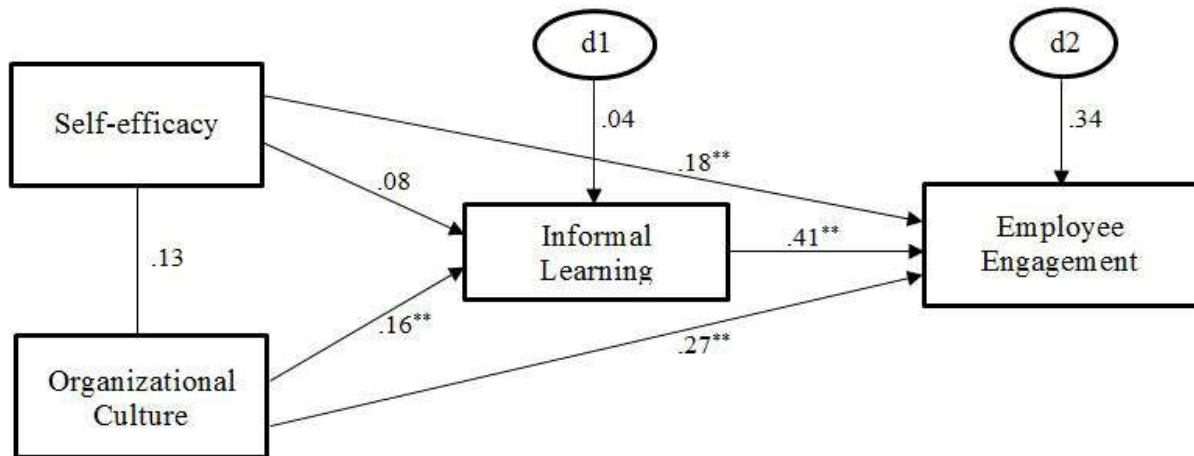 d1
d2
Self-efficacy
.04
.34
.18**
.08
Informal
Learning
.41**
Employee
Engagement
.13
.16**
.27**
Organizational
Culture